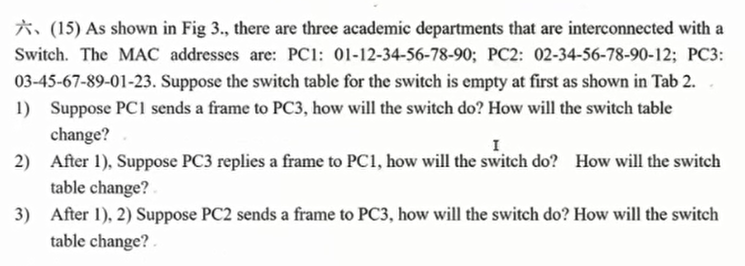 六、(15) As shown in Fig 3., there are three academic departments that are interconnected with a
Switch. The MAC addresses are: PC1: 01-12-34-56-78-90; PC2: 02-34-56-78-90-12; PC3:
03-45-67-89-01-23. Suppose the switch table for the switch is empty at first as shown in Tab 2.
1) Suppose PC1 sends a frame to PC3, how will the switch do? How will the switch table
change?
2) After 1), Suppose PC3 replies a frame to PC1, how will the switch do? How will the switch
table change?
3) After 1), 2) Suppose PC2 sends a frame to PC3, how will the switch do? How will the switch
table change?